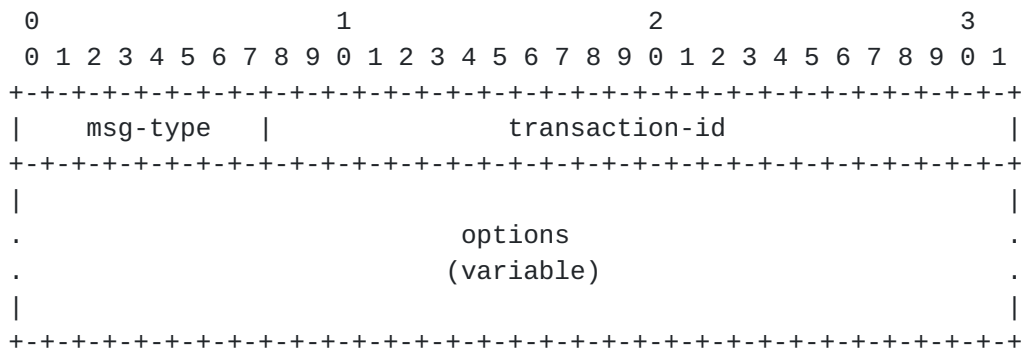 0                   1                   2                   3
 0 1 2 3 4 5 6 7 8 9 0 1 2 3 4 5 6 7 8 9 0 1 2 3 4 5 6 7 8 9 0 1
+-+-+-+-+-+-+-+-+-+-+-+-+-+-+-+-+-+-+-+-+-+-+-+-+-+-+-+-+-+-+-+-+
|    msg-type   |               transaction-id                  |
+-+-+-+-+-+-+-+-+-+-+-+-+-+-+-+-+-+-+-+-+-+-+-+-+-+-+-+-+-+-+-+-+
|                                                               |
.                            options                            .
.                           (variable)                          .
|                                                               |
+-+-+-+-+-+-+-+-+-+-+-+-+-+-+-+-+-+-+-+-+-+-+-+-+-+-+-+-+-+-+-+-+